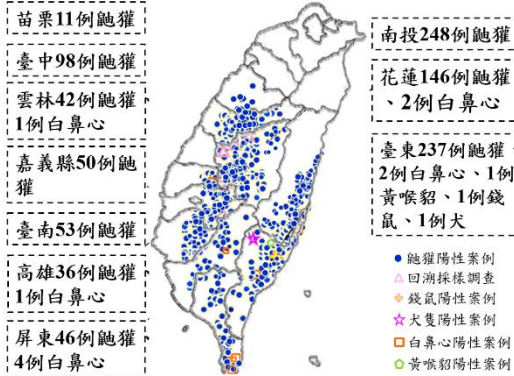 苗栗11例鼬獾
臺中98例鼬獾
雲林42例鼬獾
1例白鼻心
嘉義縣50例鼬
獾
臺南53例鼬獾
高雄36例鼬獾
1例白鼻心
屏東46例鼬獾
4例白鼻心
南投248例鼬獾
花蓮146例鼬獾
、2例白鼻心
臺東237例鼬獾、
2例白鼻心、1例
黃喉貂、1例錢
鼠、1例犬
鼬獾陽性案例
回溯採樣調查
錢鼠陽性案例
犬隻陽性案例
白鼻心陽性案例
黃喉貂陽性案例